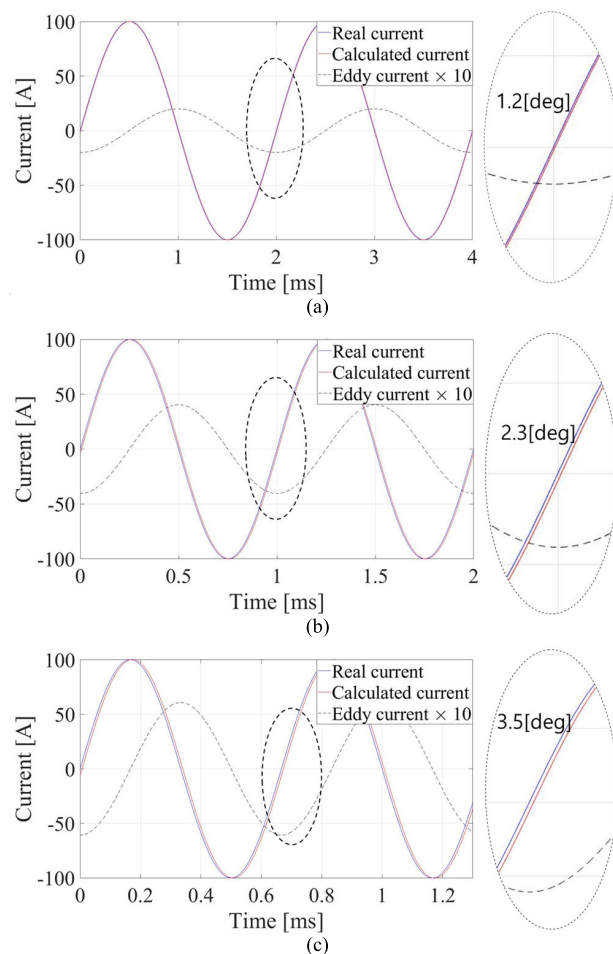 Real current
Calculated current
Eddy current × 10
100
50
0
-50
-100
Current [A]
0
1
2
3
4
Time [ms]
1.2[deg]
(a)
Real current
Calculated current
Eddy current × 10
100
50
0
-50
-100
Current [A]
0
0.5
1
1.5
2
Time [ms]
2.3[deg]
(b)
Real current
Calculated current
Eddy current × 10
100
50
0
-50
-100
Current [A]
0
0.2
0.4
0.6
0.8
1
1.2
Time [ms]
3.5[deg]
(c)